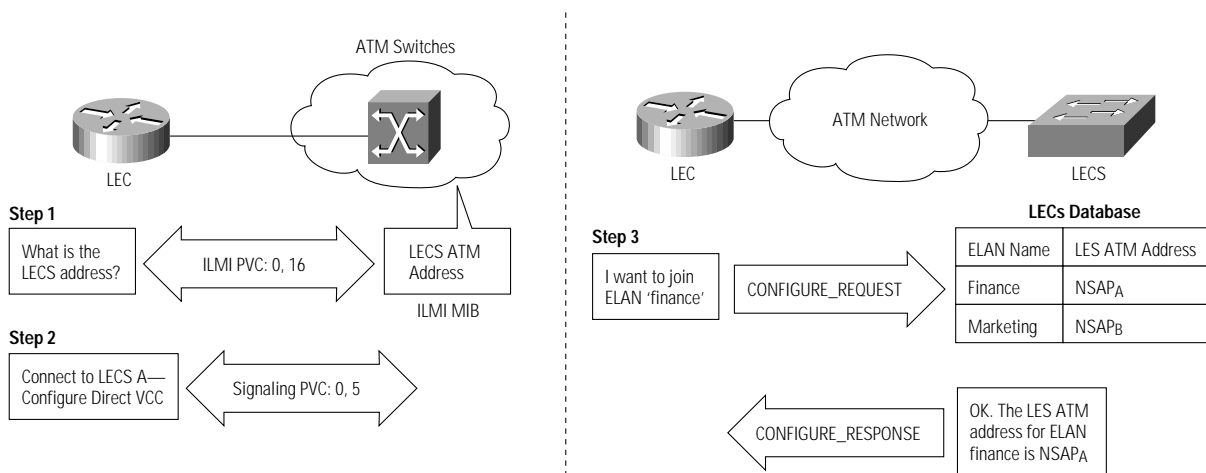 ATM Switches
LEC
Step 1
What is the
LECS address?
ILMI PVC: 0, 16
LECS ATM
Address
ILMI MIB
Step 2
Connect to LECS A—
Configure Direct VCC
Signaling PVC: 0, 5
ATM Network
LEC
LECS
Step 3
I want to join
ELAN 'finance'
CONFIGURE_REQUEST
LECs Database
ELAN Name LES ATM Address
Finance NSAPA
Marketing NSAPB
CONFIGURE_RESPONSE
OK. The LES ATM
address for ELAN
finance is NSAPA